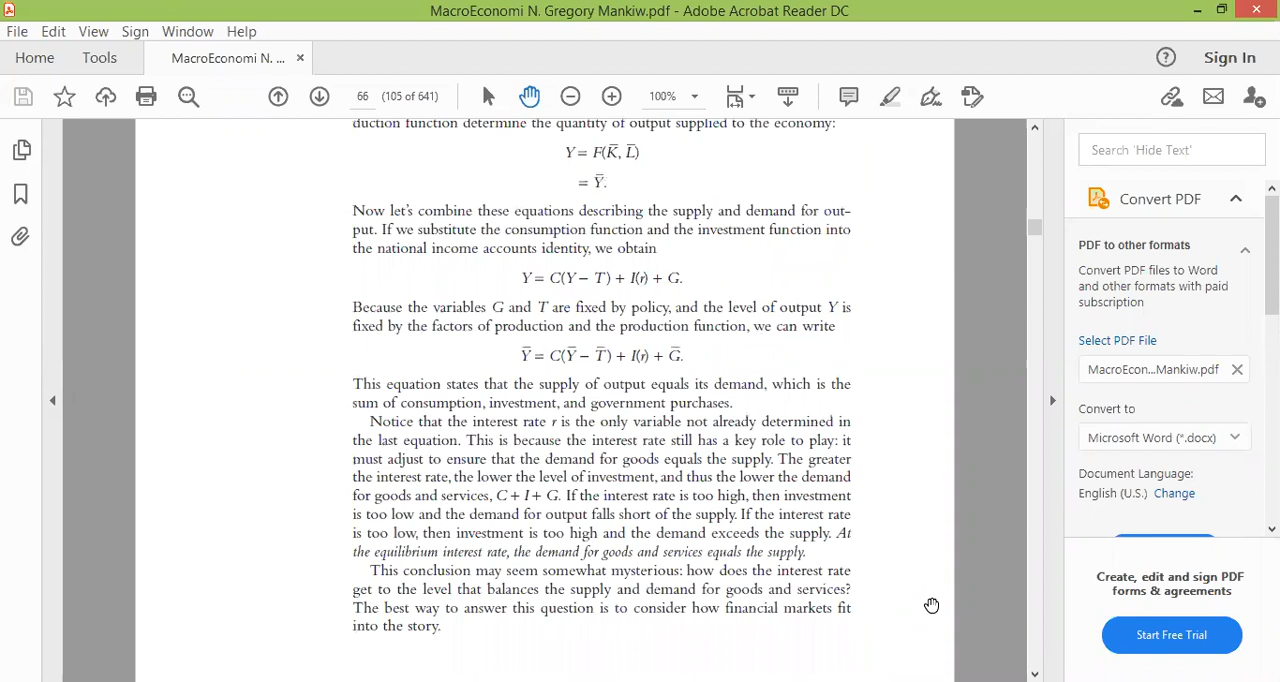 MacroEconomi N. Gregory Mankiw.pdf - Adobe Acrobat Reader DC
File Edit View Sign Window Help
Home Tools MacroEconomi N. ... × Sign In
66 (105 of 641) 100%
duction function determine the quantity of output supplied to the economy:
Y = F(K̅, L̅)
= Y̅.
Now let's combine these equations describing the supply and demand for out-
put. If we substitute the consumption function and the investment function into
the national income accounts identity, we obtain
Y = C(Y − T) + I(r) + G.
Because the variables G and T are fixed by policy, and the level of output Y is
fixed by the factors of production and the production function, we can write
Y̅ = C(Y̅ − T̅) + I(r) + G̅.
This equation states that the supply of output equals its demand, which is the
sum of consumption, investment, and government purchases.
Notice that the interest rate r is the only variable not already determined in
the last equation. This is because the interest rate still has a key role to play: it
must adjust to ensure that the demand for goods equals the supply. The greater
the interest rate, the lower the level of investment, and thus the lower the demand
for goods and services, C + I + G. If the interest rate is too high, then investment
is too low and the demand for output falls short of the supply. If the interest rate
is too low, then investment is too high and the demand exceeds the supply. At
the equilibrium interest rate, the demand for goods and services equals the supply.
This conclusion may seem somewhat mysterious: how does the interest rate
get to the level that balances the supply and demand for goods and services?
The best way to answer this question is to consider how financial markets fit
into the story.
Search 'Hide Text'
Convert PDF
PDF to other formats
Convert PDF files to Word
and other formats with paid
subscription
Select PDF File
MacroEcon...Mankiw.pdf
Convert to
Microsoft Word (*.docx)
Document Language:
English (U.S.) Change
Create, edit and sign PDF
forms & agreements
Start Free Trial